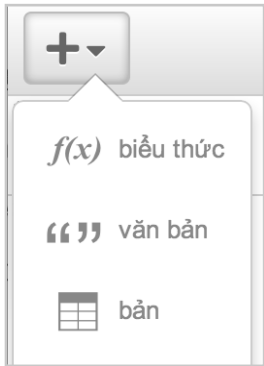 f(x) biểu thức
“ ” văn bản
bản